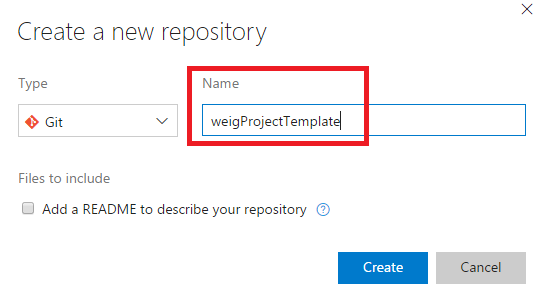 Create a new repository
Type
Name
Git
weigProjectTemplate
Files to include
Add a README to describe your repository
Create
Cancel